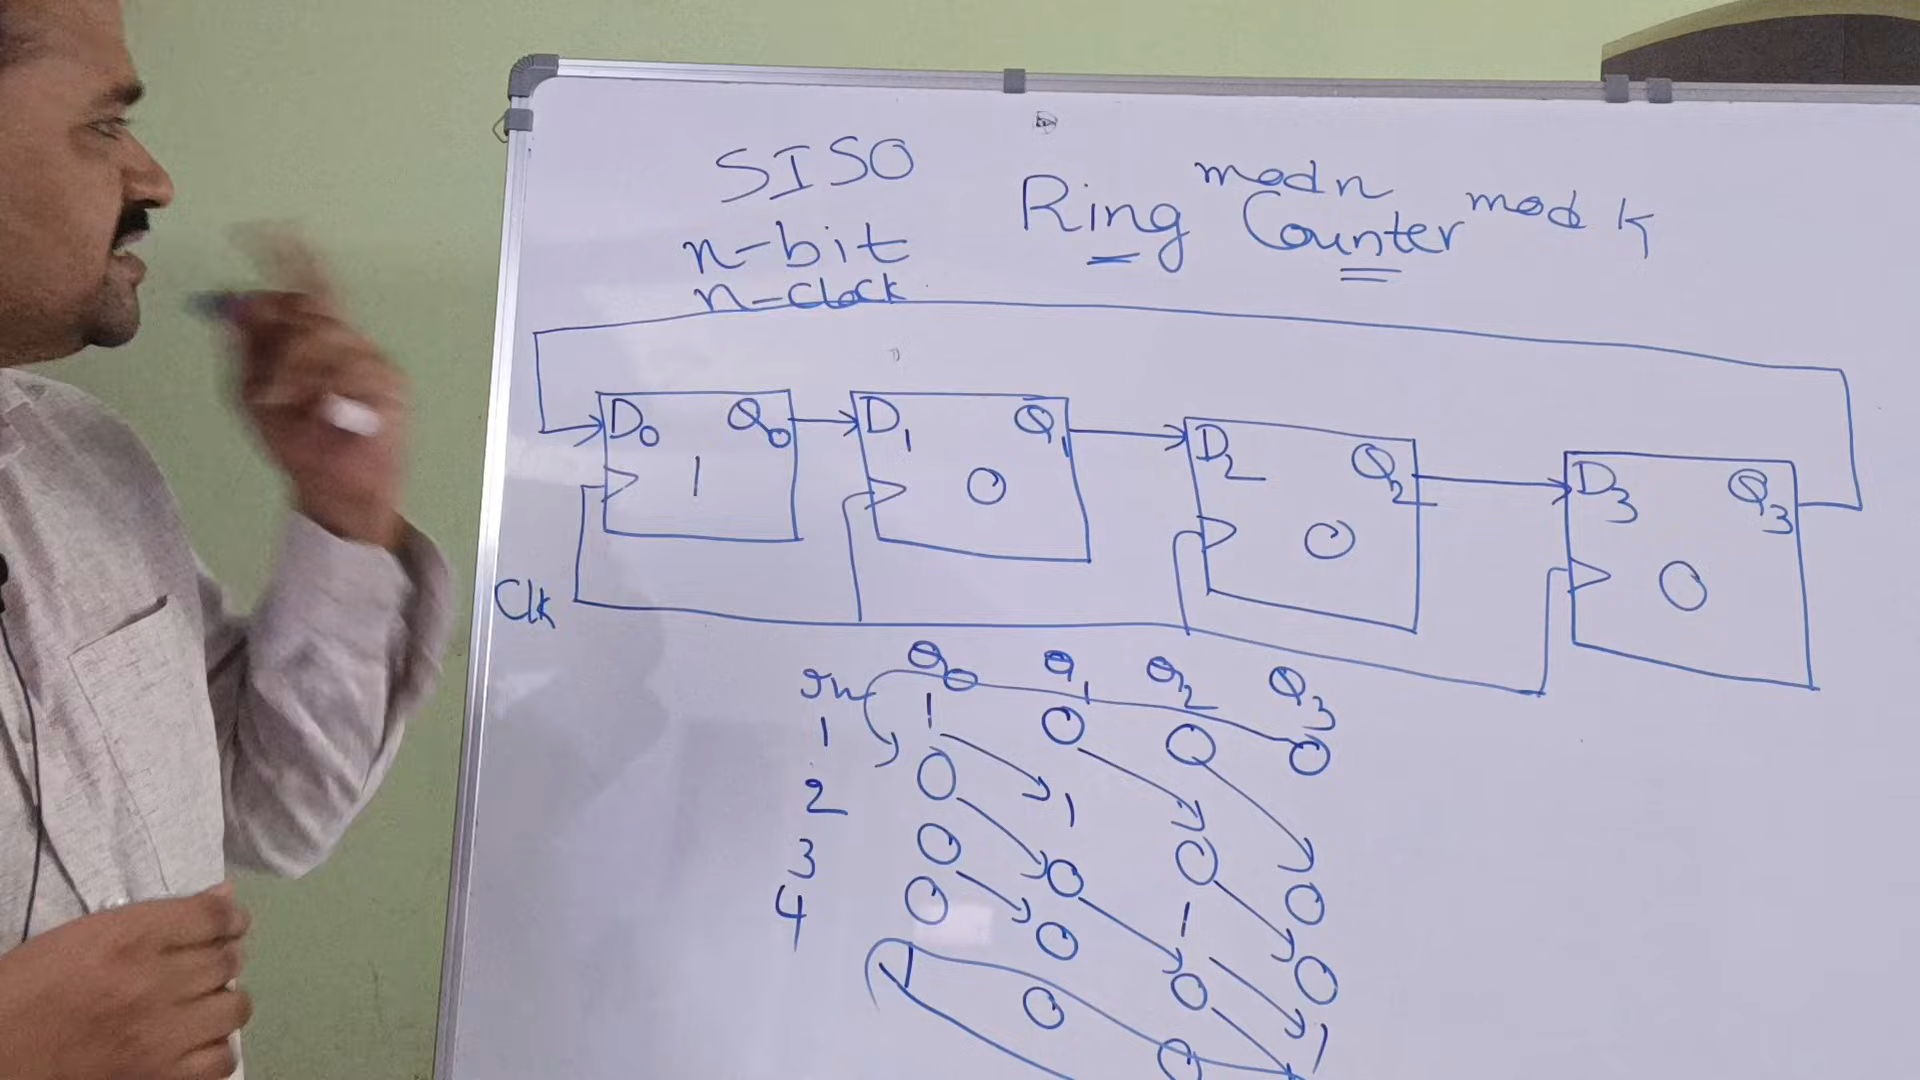 SISO
Ring Counter
mod n
mod k
n-bit
n-clock
D0 Q0 D1 Q1 D2 Q2 D3 Q3
1 0 0 0
Clk
Q0 Q1 Q2 Q3
1 0 0 0
1 0 1 0 0
2 0 0 1 0
3 0 0 0 1
4 1 0 0